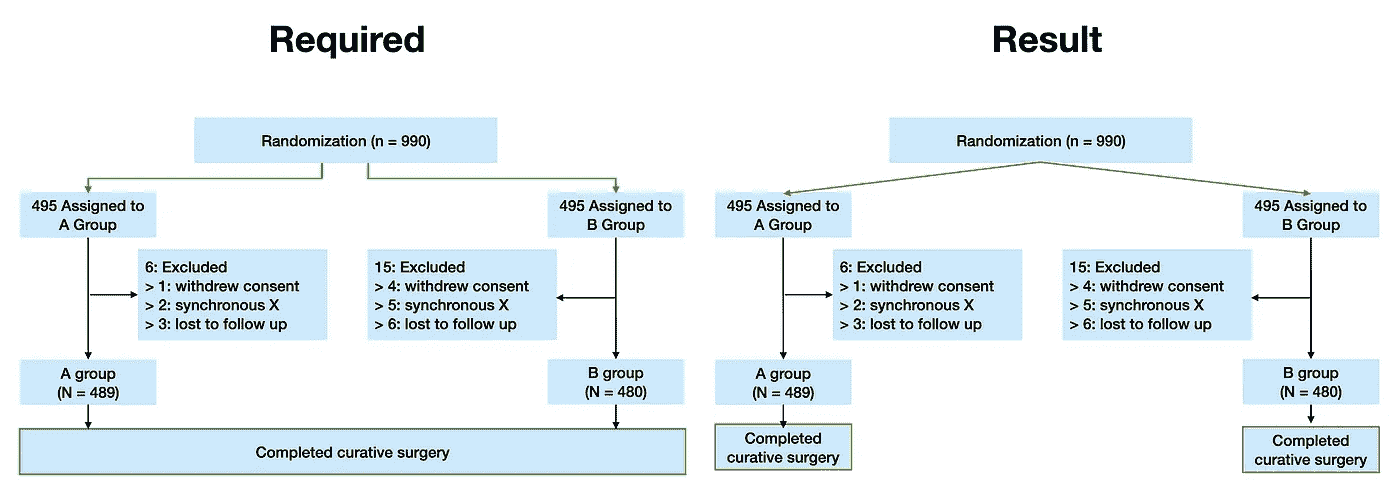 Required
Randomization (n = 990)
495 Assigned to
A Group
495 Assigned to
B Group
6: Excluded
> 1: withdrew consent
> 2: synchronous X
> 3: lost to follow up
15: Excluded
> 4: withdrew consent
> 5: synchronous X
> 6: lost to follow up
A group
(N = 489)
B group
(N = 480)
Completed curative surgery
Result
Randomization (n = 990)
495 Assigned to
A Group
495 Assigned to
B Group
6: Excluded
> 1: withdrew consent
> 2: synchronous X
> 3: lost to follow up
15: Excluded
> 4: withdrew consent
> 5: synchronous X
> 6: lost to follow up
A group
(N = 489)
B group
(N = 480)
Completed
curative surgery
Completed
curative surgery